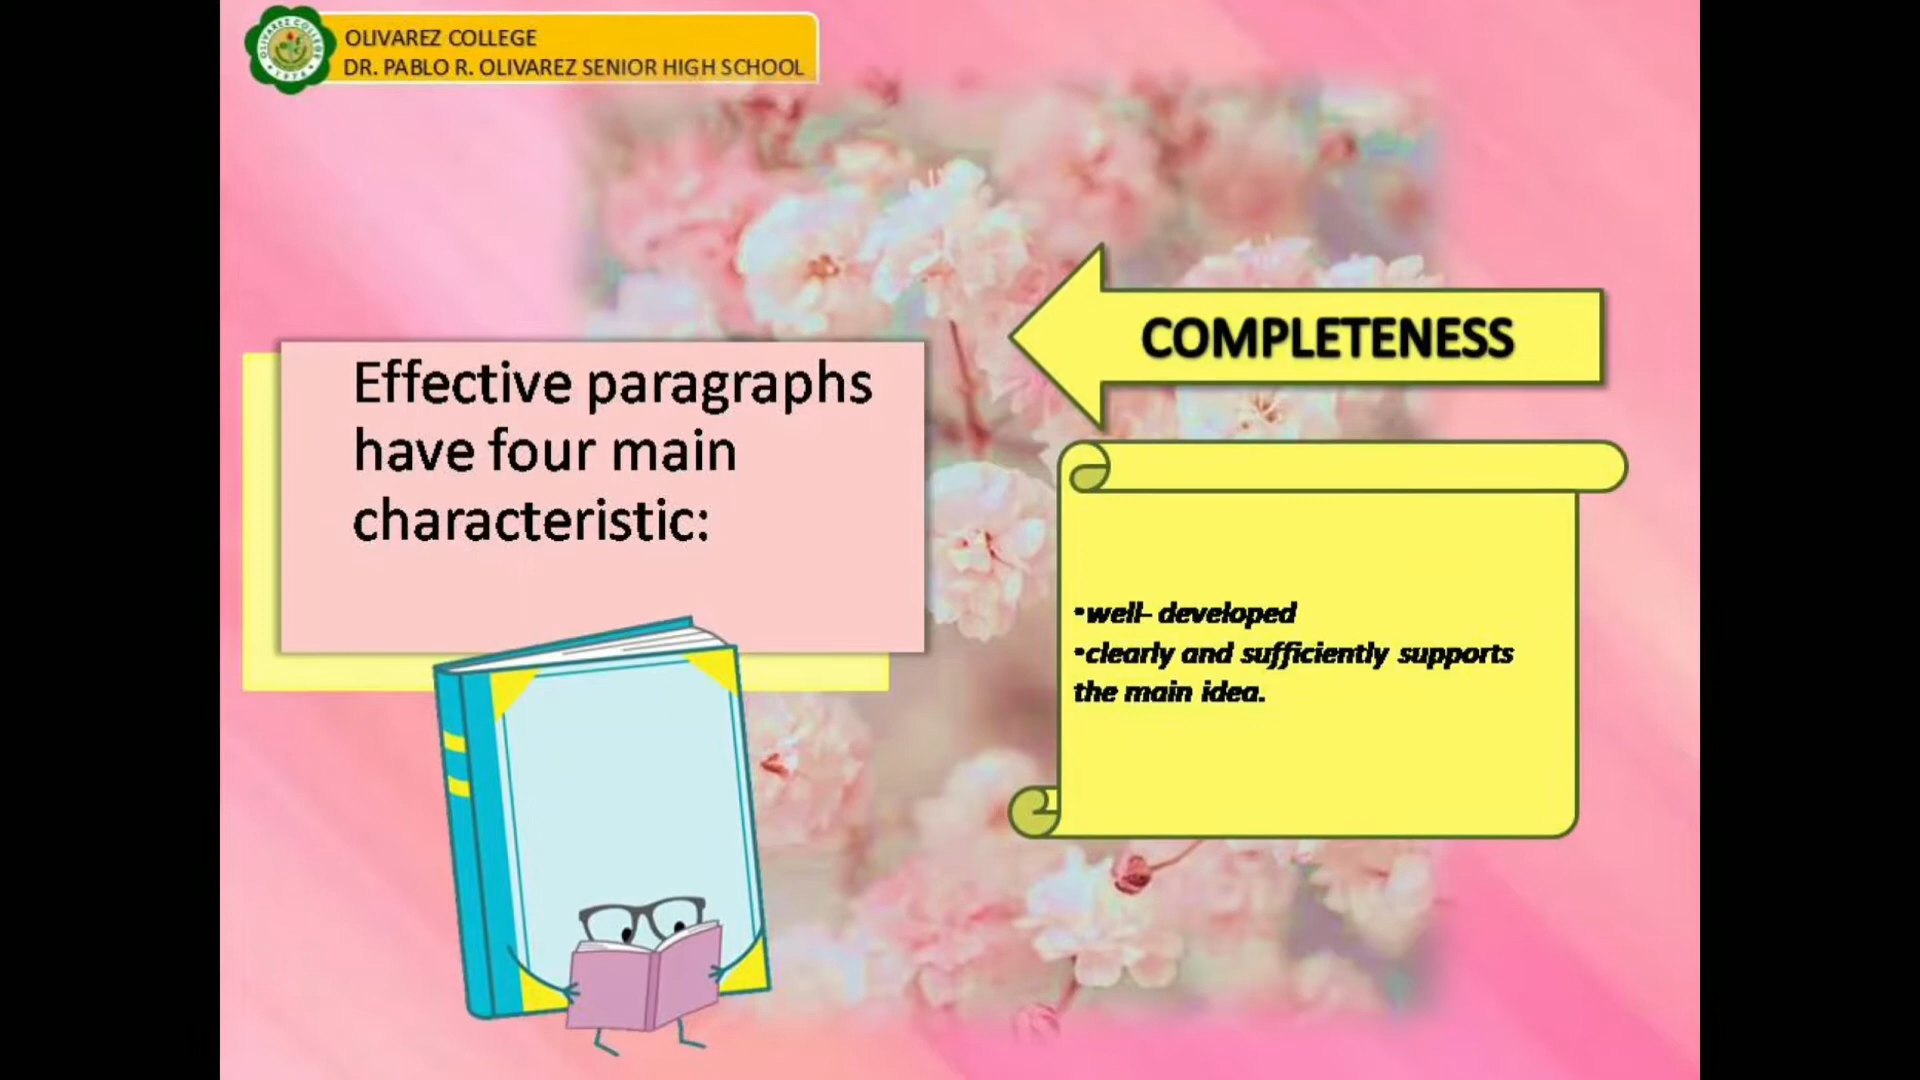 OLIVAREZ COLLEGE
DR. PABLO R. OLIVAREZ SENIOR HIGH SCHOOL
Effective paragraphs
have four main
characteristic:
COMPLETENESS
•well- developed
•clearly and sufficiently supports
the main idea.